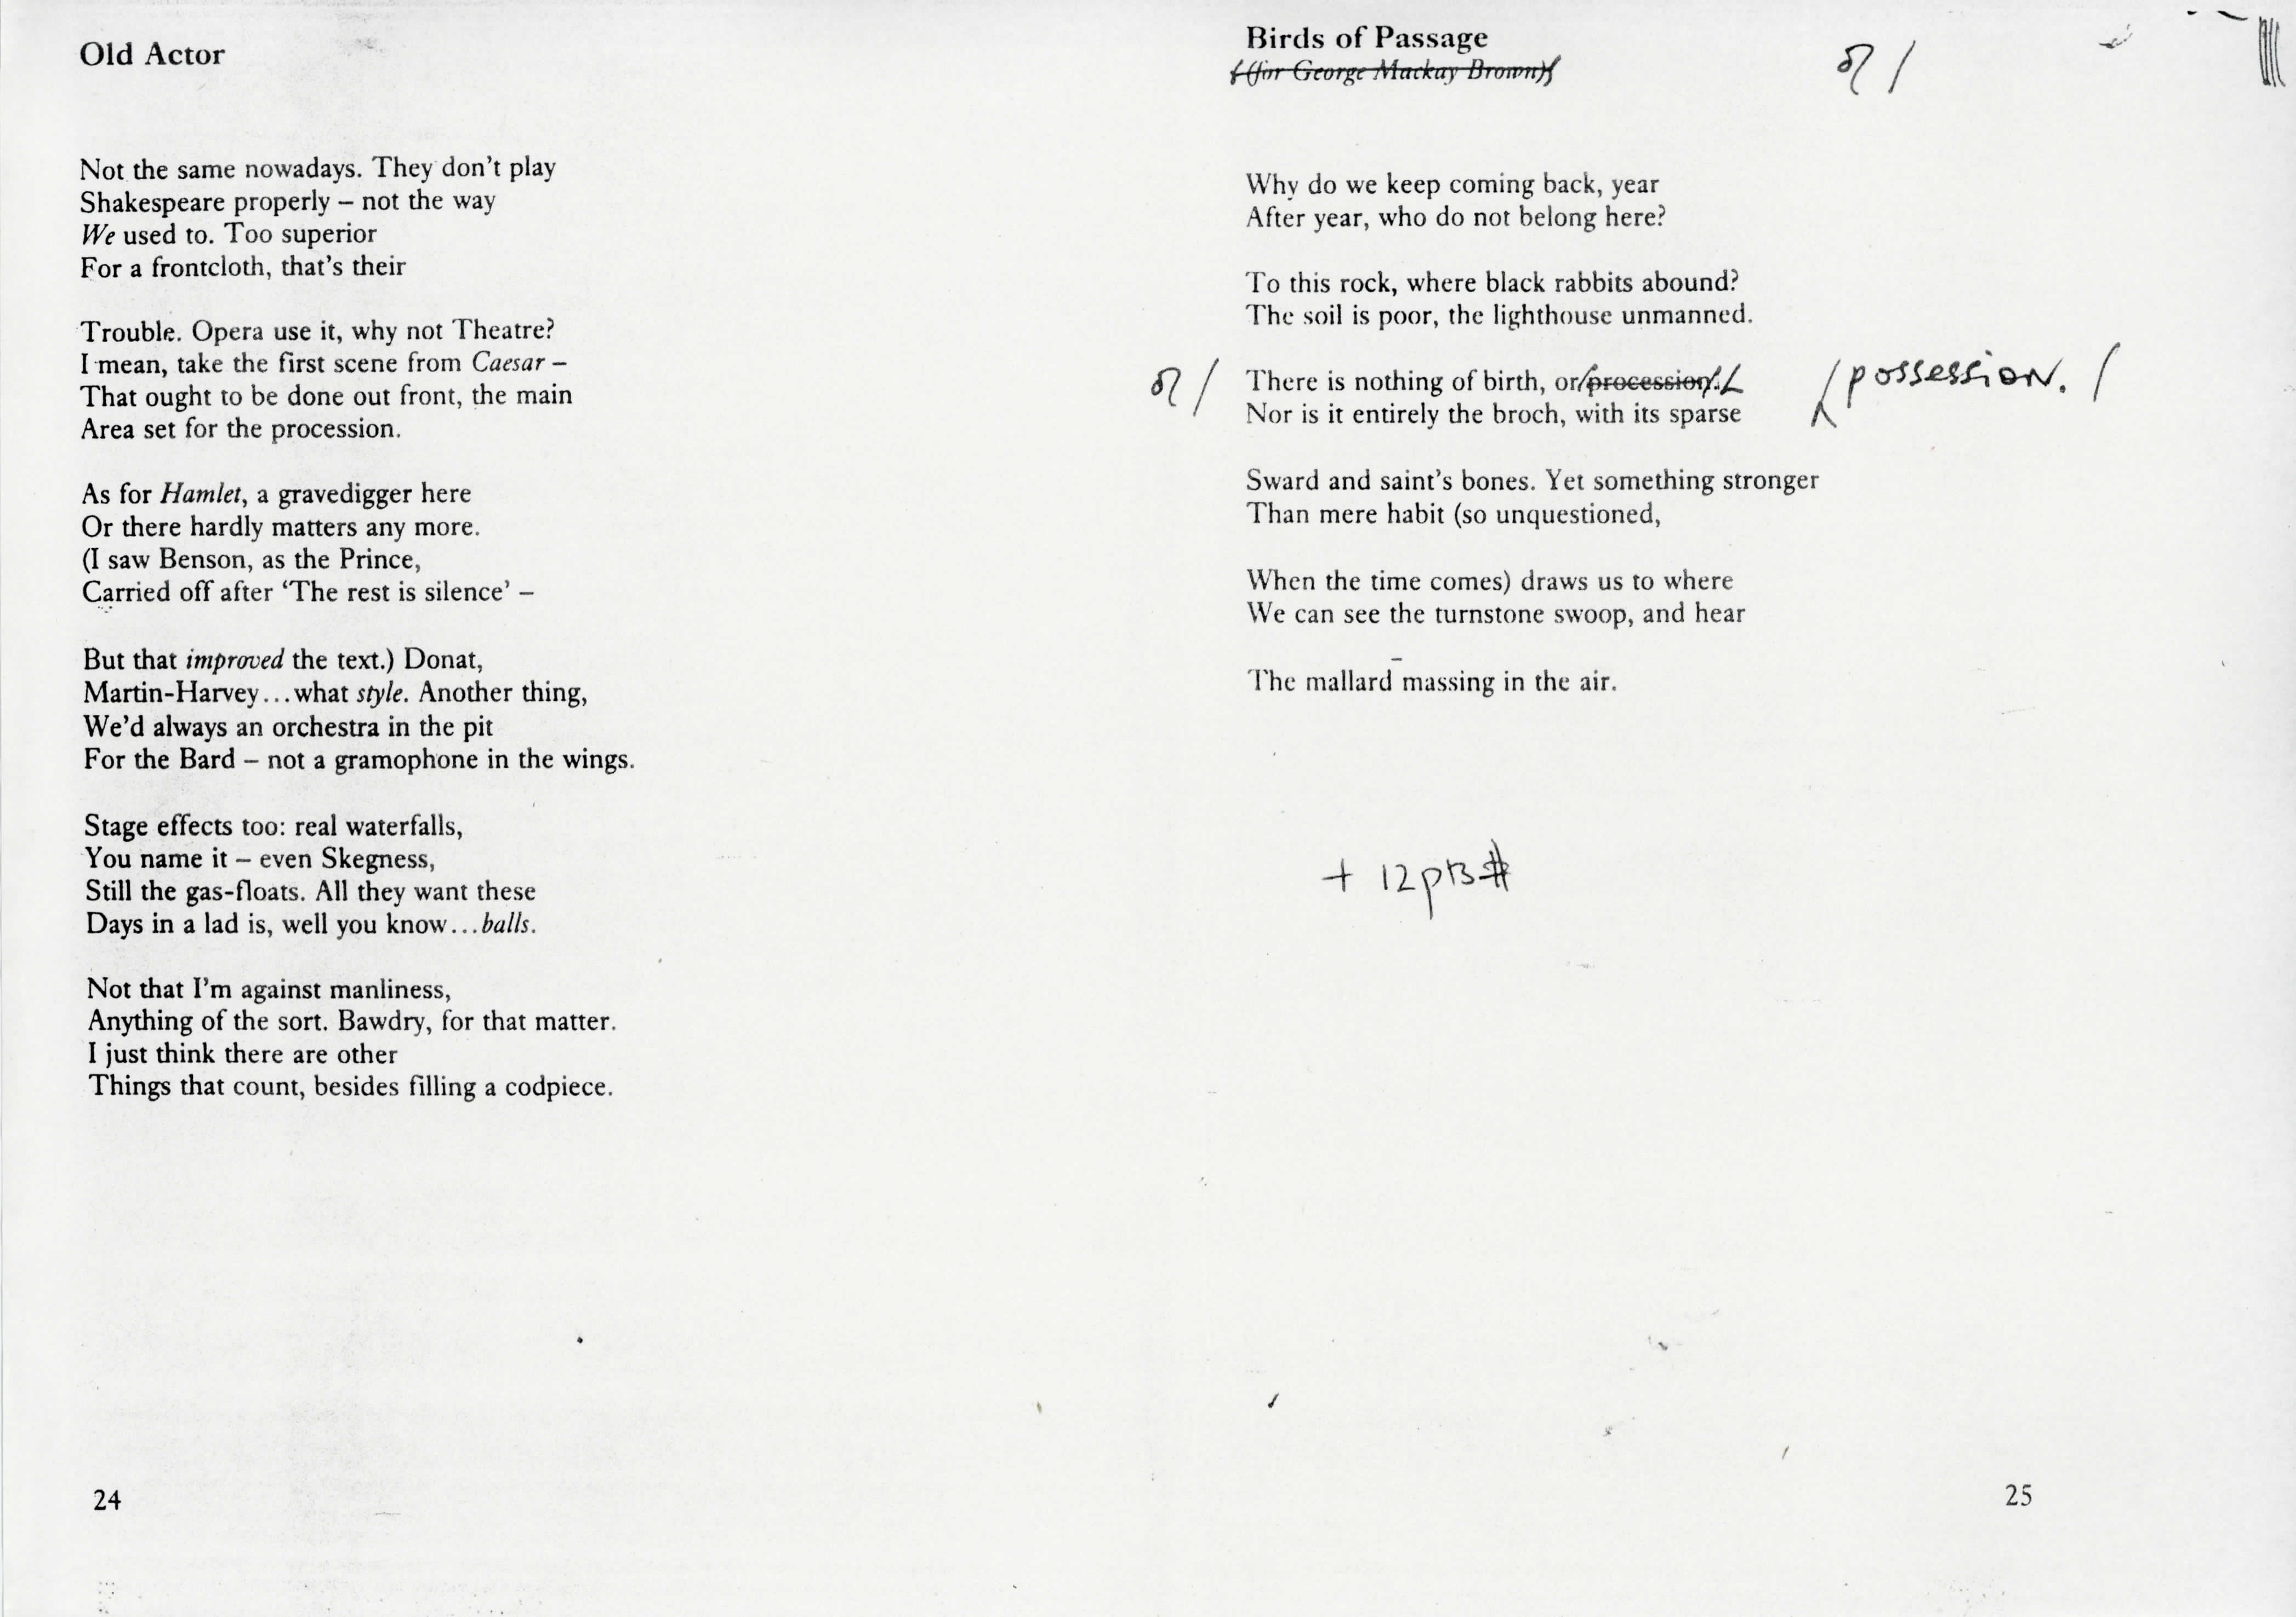 Old Actor
Not the same nowadays. They don't play
Shakespeare properly – not the way
We used to. Too superior
For a frontcloth, that's their
Trouble. Opera use it, why not Theatre?
I mean, take the first scene from Caesar –
That ought to be done out front, the main
Area set for the procession.
As for Hamlet, a gravedigger here
Or there hardly matters any more.
(I saw Benson, as the Prince,
Carried off after 'The rest is silence' –
But that improved the text.) Donat,
Martin-Harvey...what style. Another thing,
We'd always an orchestra in the pit
For the Bard – not a gramophone in the wings.
Stage effects too: real waterfalls,
You name it – even Skegness,
Still the gas-floats. All they want these
Days in a lad is, well you know...balls.
Not that I'm against manliness,
Anything of the sort. Bawdry, for that matter.
I just think there are other
Things that count, besides filling a codpiece.
24
Birds of Passage
(for George Mackay Brown)
Why do we keep coming back, year
After year, who do not belong here?
To this rock, where black rabbits abound?
The soil is poor, the lighthouse unmanned.
There is nothing of birth, or procession. possession.
Nor is it entirely the broch, with its sparse
Sward and saint's bones. Yet something stronger
Than mere habit (so unquestioned,
When the time comes) draws us to where
We can see the turnstone swoop, and hear
The mallard massing in the air.
+ 12pts #
25